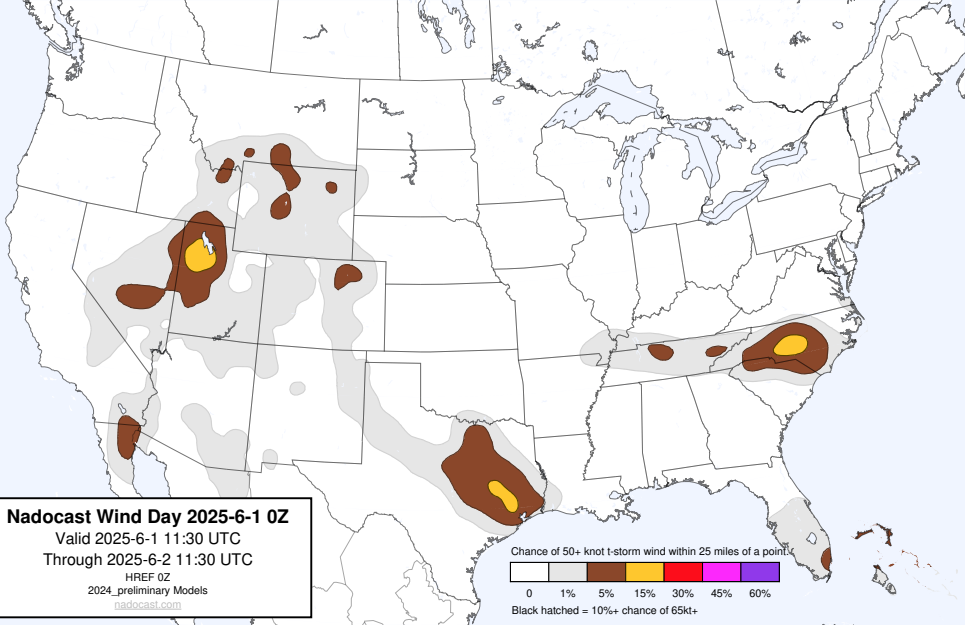 Nadocast Wind Day 2025-6-1 0Z
Valid 2025-6-1 11:30 UTC
Through 2025-6-2 11:30 UTC
HREF 0Z
2024_preliminary Models
nadocast.com
Chance of 50+ knot t-storm wind within 25 miles of a point.
0 1% 5% 15% 30% 45% 60%
Black hatched = 10%+ chance of 65kt+